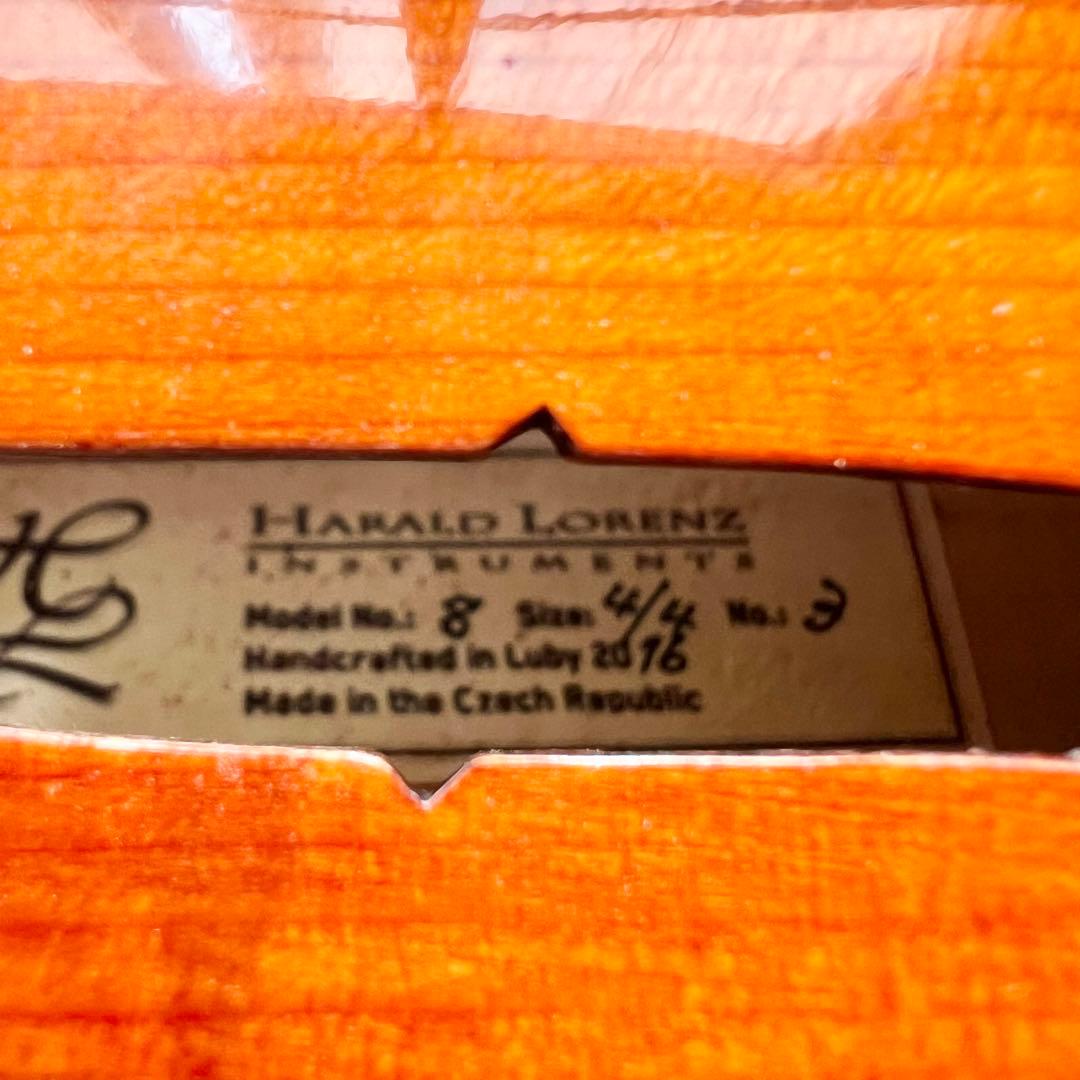 HL
HARALD LORENZ
INSTRUMENTS
Model No.: 8 Size: 4/4 No.: 3
Handcrafted in Luby 2016
Made in the Czech Republic